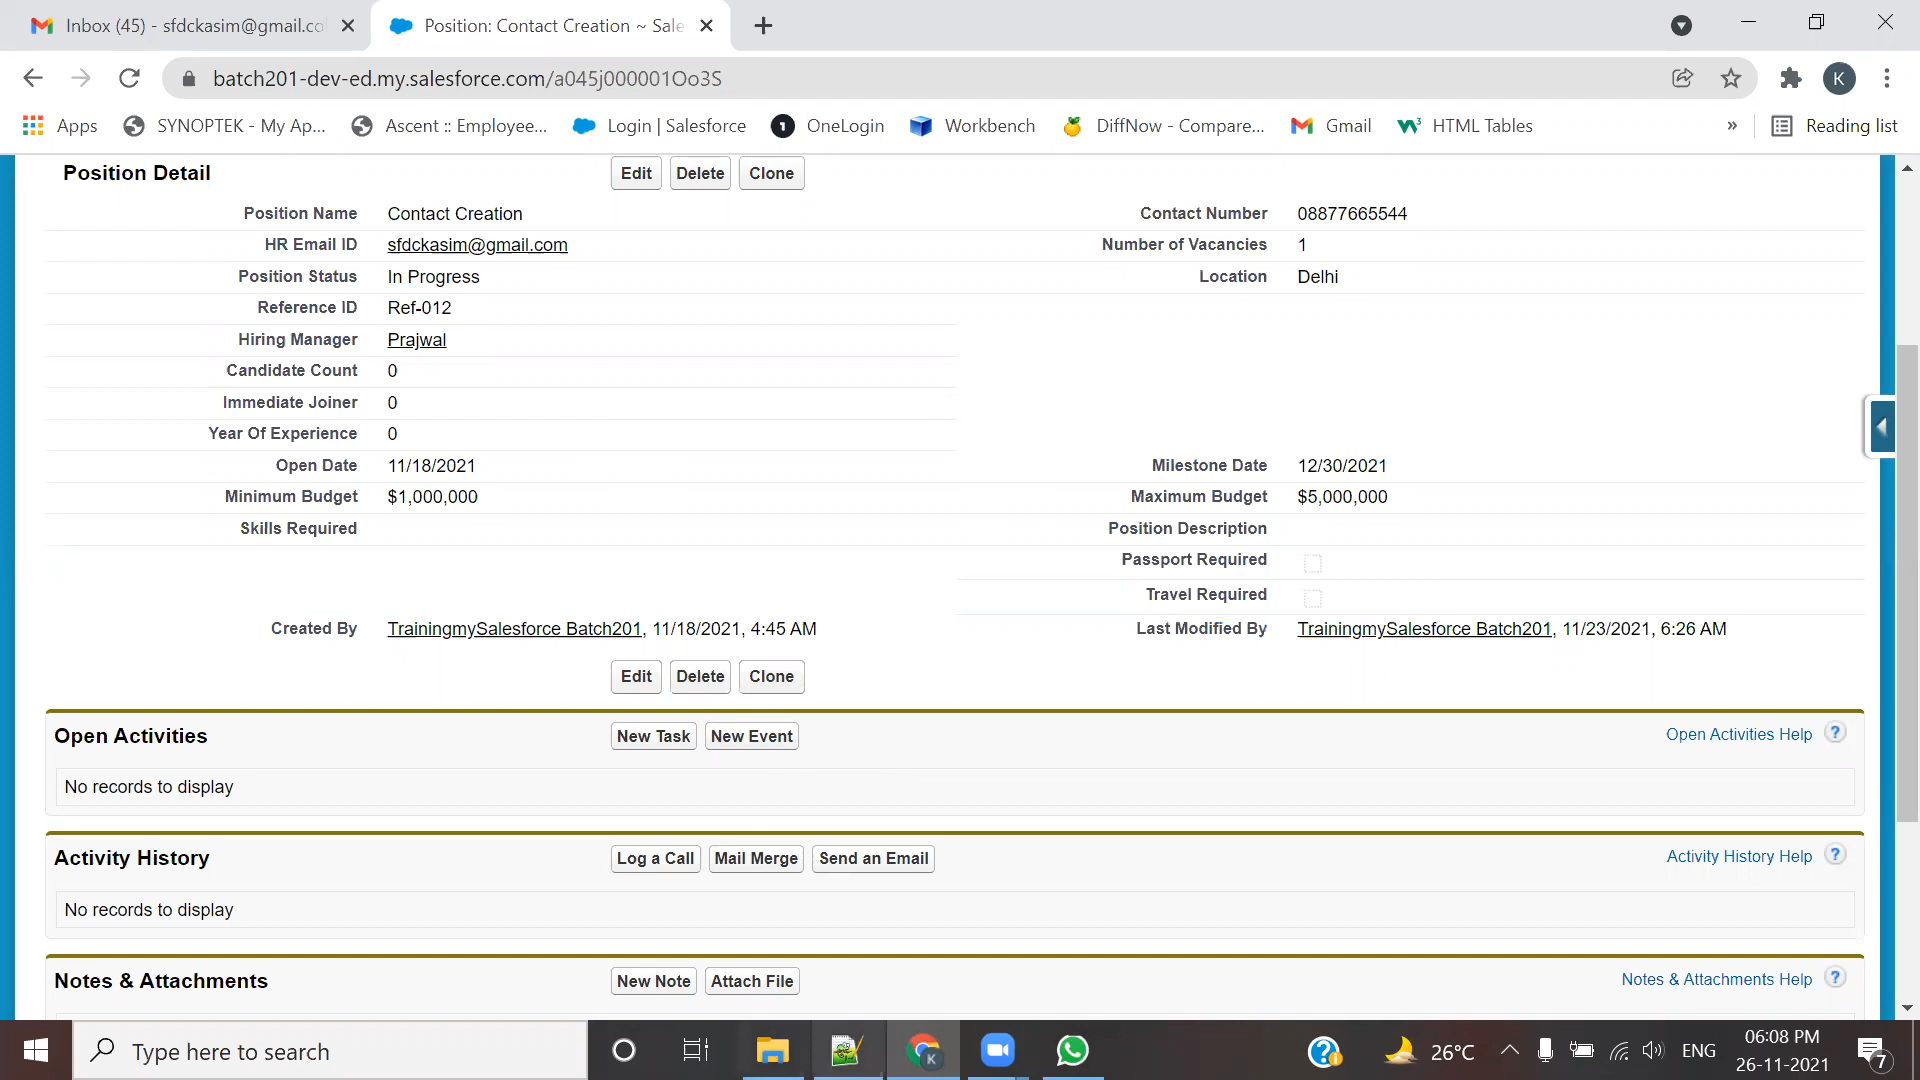 Inbox (45) - sfdckasim@gmail.co
Position: Contact Creation ~ Sale
batch201-dev-ed.my.salesforce.com/a045j000001Oo3S
K
Apps
SYNOPTEK - My Ap...
Ascent :: Employee...
Login | Salesforce
OneLogin
Workbench
DiffNow - Compare...
Gmail
HTML Tables
»
Reading list
Position Detail
Edit
Delete
Clone
Position Name Contact Creation
Contact Number 08877665544
HR Email ID sfdckasim@gmail.com
Number of Vacancies 1
Position Status In Progress
Location Delhi
Reference ID Ref-012
Hiring Manager Prajwal
Candidate Count 0
Immediate Joiner 0
Year Of Experience 0
Open Date 11/18/2021
Milestone Date 12/30/2021
Minimum Budget $1,000,000
Maximum Budget $5,000,000
Skills Required
Position Description
Passport Required
Travel Required
Created By TrainingmySalesforce Batch201, 11/18/2021, 4:45 AM
Last Modified By TrainingmySalesforce Batch201, 11/23/2021, 6:26 AM
Edit
Delete
Clone
Open Activities
New Task
New Event
Open Activities Help ?
No records to display
Activity History
Log a Call
Mail Merge
Send an Email
Activity History Help ?
No records to display
Notes & Attachments
New Note
Attach File
Notes & Attachments Help ?
Type here to search
26°C
ENG
06:08 PM
26-11-2021
7